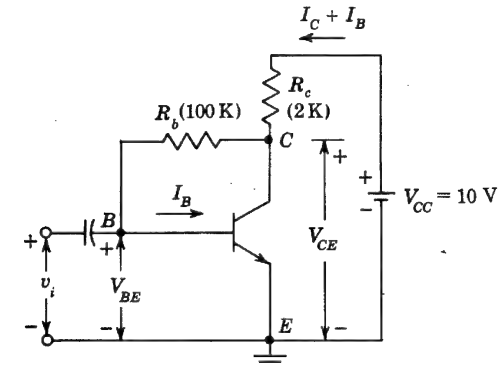 I_C + I_B
R_c
(2 K)
R_b (100 K)
C
+
I_B
B
+
+
V_CE
+
−
V_CC = 10 V
v_i
V_BE
−
−
−
E